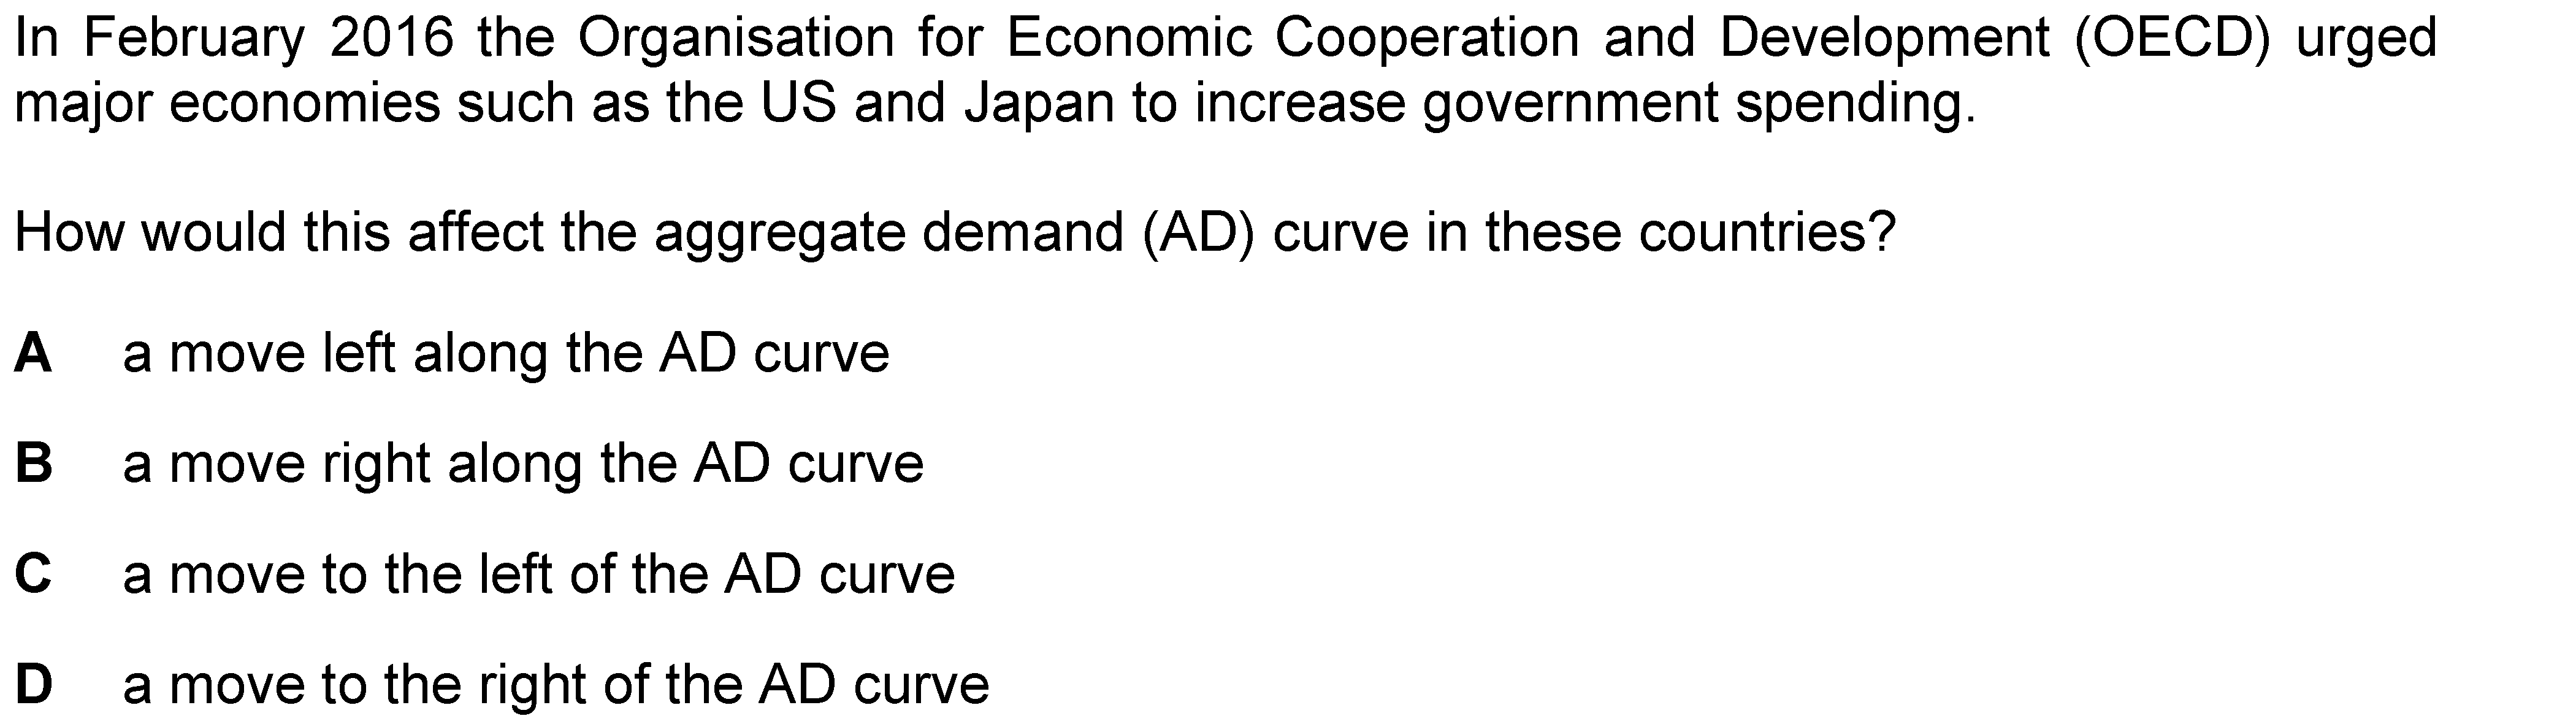 In February 2016 the Organisation for Economic Cooperation and Development (OECD) urged
major economies such as the US and Japan to increase government spending.
How would this affect the aggregate demand (AD) curve in these countries?
A a move left along the AD curve
B a move right along the AD curve
C a move to the left of the AD curve
D a move to the right of the AD curve